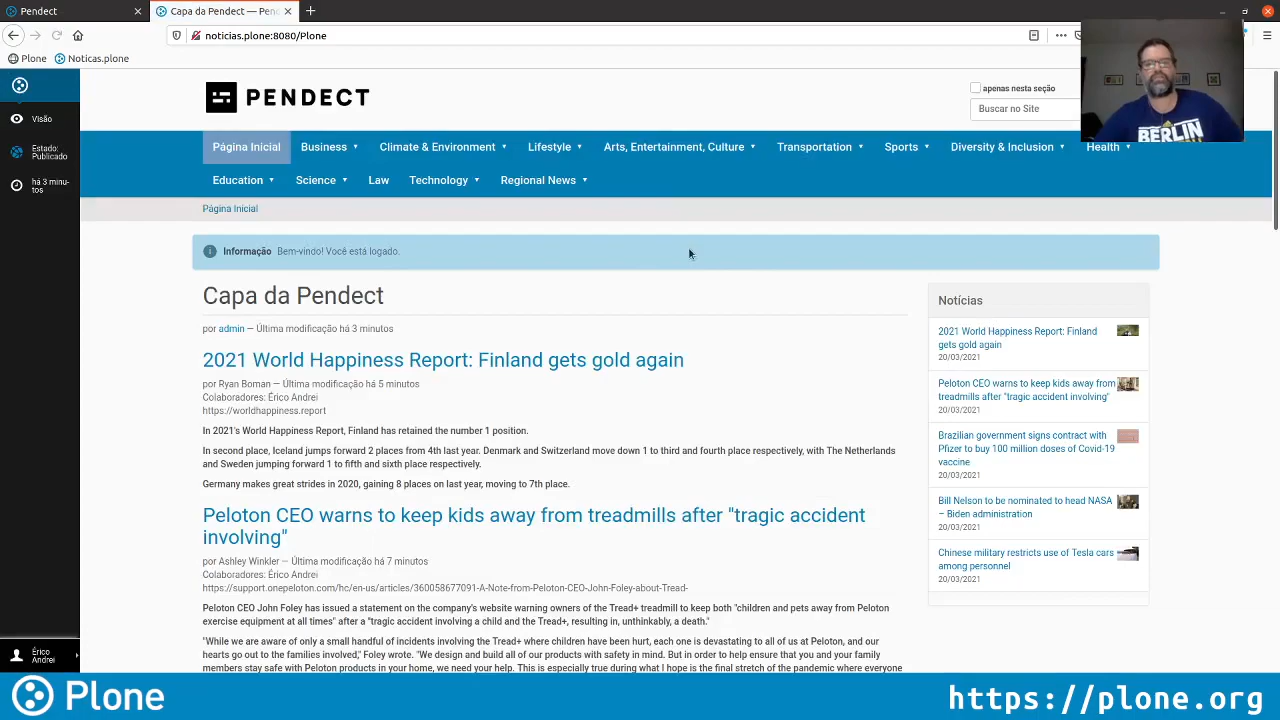 Pendect
Capa da Pendect — Pend
noticias.plone:8080/Plone
Plone
Noticas.plone
PENDECT
apenas nesta seção
Buscar no Site
BERLIN
Visão
Estado:
Publicado
há 3 minu-
tos
Página Inicial
Business
Climate & Environment
Lifestyle
Arts, Entertainment, Culture
Transportation
Sports
Diversity & Inclusion
Health
Education
Science
Law
Technology
Regional News
Página Inicial
Informação Bem-vindo! Você está logado.
Capa da Pendect
por admin — Última modificação há 3 minutos
2021 World Happiness Report: Finland gets gold again
por Ryan Boman — Última modificação há 5 minutos
Colaboradores: Érico Andrei
https://worldhappiness.report
In 2021's World Happiness Report, Finland has retained the number 1 position.
In second place, Iceland jumps forward 2 places from 4th last year. Denmark and Switzerland move down 1 to third and fourth place respectively, with The Netherlands
and Sweden jumping forward 1 to fifth and sixth place respectively.
Germany makes great strides in 2020, gaining 8 places on last year, moving to 7th place.
Peloton CEO warns to keep kids away from treadmills after "tragic accident
involving"
por Ashley Winkler — Última modificação há 7 minutos
Colaboradores: Érico Andrei
https://support.onepeloton.com/hc/en-us/articles/360058677091-A-Note-from-Peloton-CEO-John-Foley-about-Tread-
Peloton CEO John Foley has issued a statement on the company's website warning owners of the Tread+ treadmill to keep both "children and pets away from Peloton
exercise equipment at all times" after a "tragic accident involving a child and the Tread+, resulting in, unthinkably, a death."
"While we are aware of only a small handful of incidents involving the Tread+ where children have been hurt, each one is devastating to all of us at Peloton, and our
hearts go out to the families involved," Foley wrote. "We design and build all of our products with safety in mind. But in order to help ensure that you and your family
members stay safe with Peloton products in your home, we need your help. This is especially true during what I hope is the final stretch of the pandemic where everyone
Notícias
2021 World Happiness Report: Finland
gets gold again
20/03/2021
Peloton CEO warns to keep kids away from
treadmills after "tragic accident involving"
20/03/2021
Brazilian government signs contract with
Pfizer to buy 100 million doses of Covid-19
vaccine
20/03/2021
Bill Nelson to be nominated to head NASA
– Biden administration
20/03/2021
Chinese military restricts use of Tesla cars
among personnel
20/03/2021
Érico
Andrei
Plone
https://plone.org